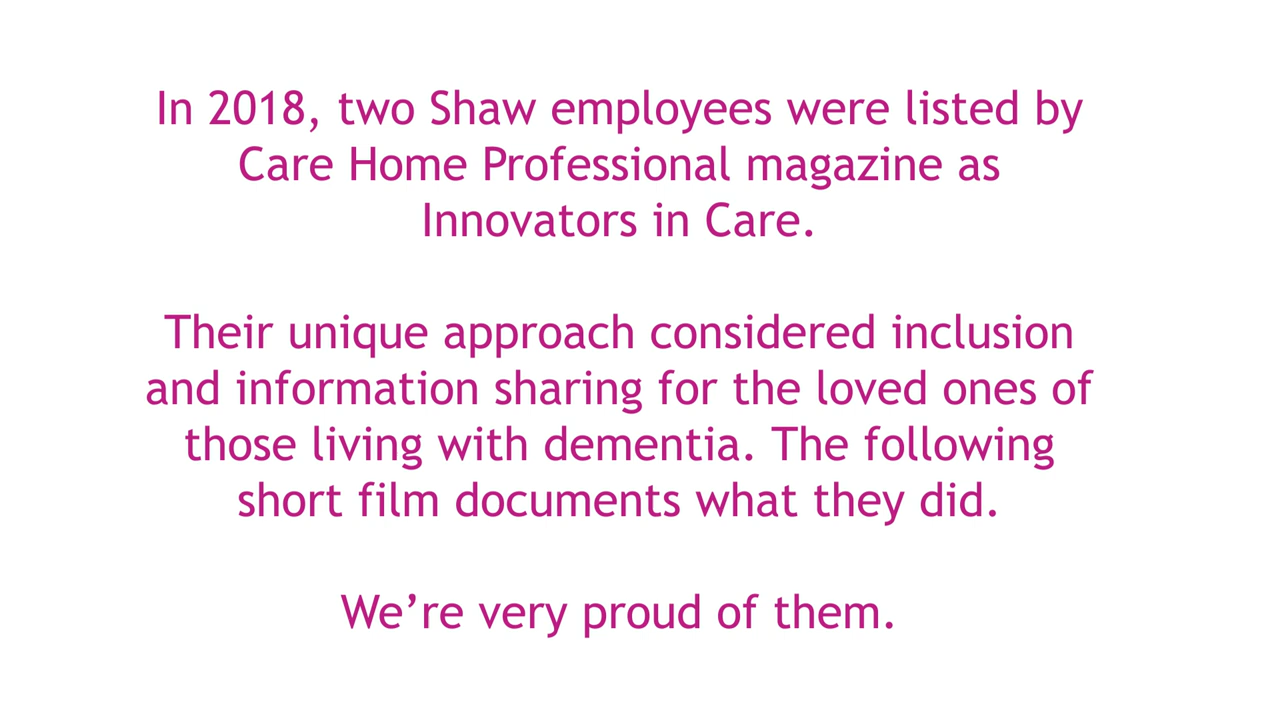 In 2018, two Shaw employees were listed by
Care Home Professional magazine as
Innovators in Care.
Their unique approach considered inclusion
and information sharing for the loved ones of
those living with dementia. The following
short film documents what they did.
We’re very proud of them.